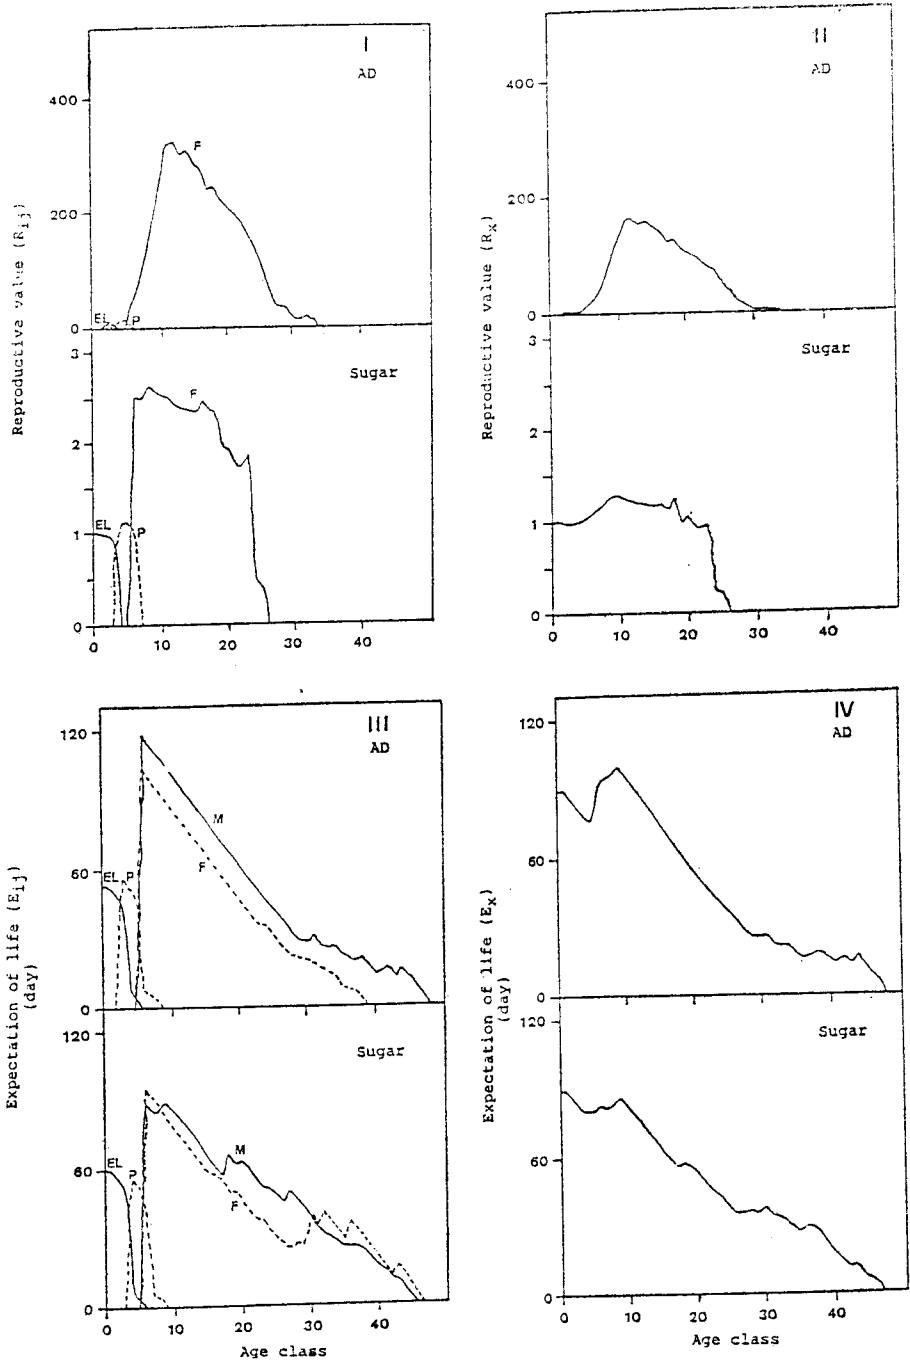 I
AD
400
F
200
EL
P
0
Reproductive value (Rij)
3
Sugar
F
2
EL
P
1
0
0 10 20 30 40
II
AD
400
200
0
Reproductive value (Rx)
3
Sugar
2
1
0
0 10 20 30 40
III
AD
120
M
F
60
EL P
0
Expectation of life (Eij)
(day)
120
Sugar
M
60
EL
P
F
0
0 10 20 30 40
Age class
IV
AD
120
60
0
Expectation of life (Ex)
(day)
120
Sugar
60
0
0 10 20 30 40
Age class